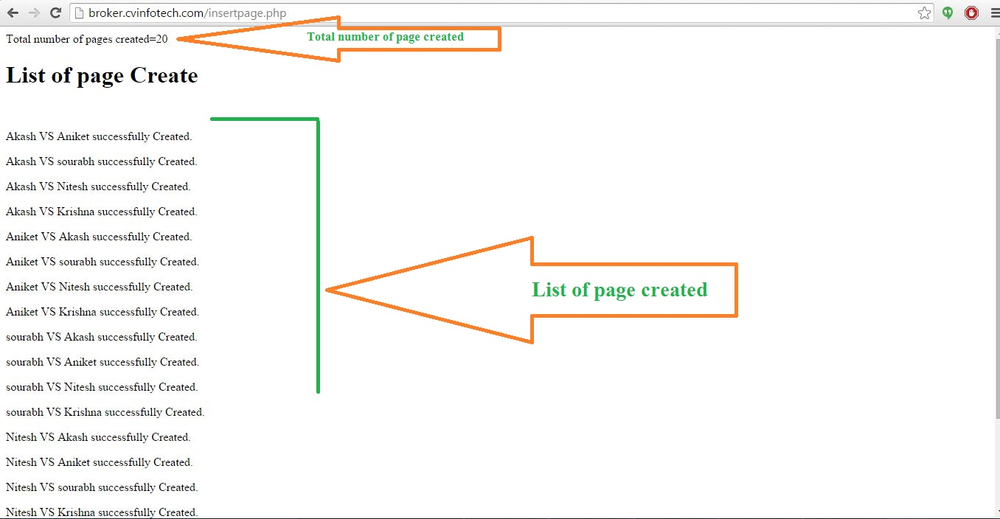 broker.cvinfotech.com/insertpage.php
Total number of pages created=20
Total number of page created
List of page Create
Akash VS Aniket successfully Created.
Akash VS sourabh successfully Created.
Akash VS Nitesh successfully Created.
Akash VS Krishna successfully Created.
Aniket VS Akash successfully Created.
Aniket VS sourabh successfully Created.
Aniket VS Nitesh successfully Created.
List of page created
Aniket VS Krishna successfully Created.
sourabh VS Akash successfully Created.
sourabh VS Aniket successfully Created.
sourabh VS Nitesh successfully Created.
sourabh VS Krishna successfully Created.
Nitesh VS Akash successfully Created.
Nitesh VS Aniket successfully Created.
Nitesh VS sourabh successfully Created.
Nitesh VS Krishna successfully Created.